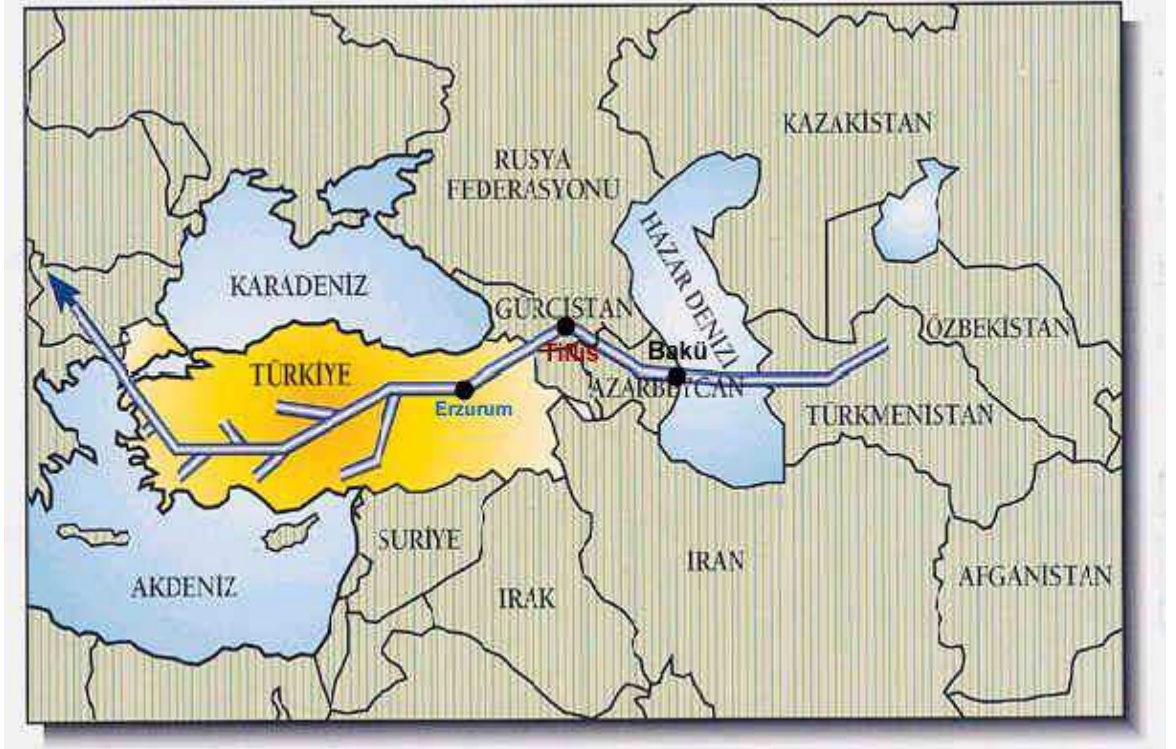 KAZAKİSTAN
RUSYA
FEDERASYONU
HAZAR DENİZİ
KARADENİZ
GÜRCİSTAN
ÖZBEKİSTAN
Tiflis
Bakü
TÜRKİYE
AZARBEYCAN
Erzurum
TÜRKMENİSTAN
SURİYE
IRAN
AKDENİZ
IRAK
AFGANİSTAN